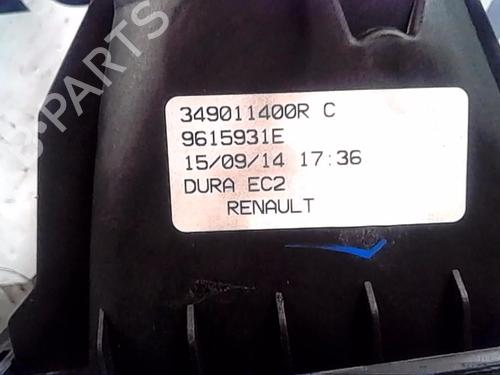 349011400R C
9615931E
15/09/14 17:36
DURA EC2
RENAULT
B-PARTS